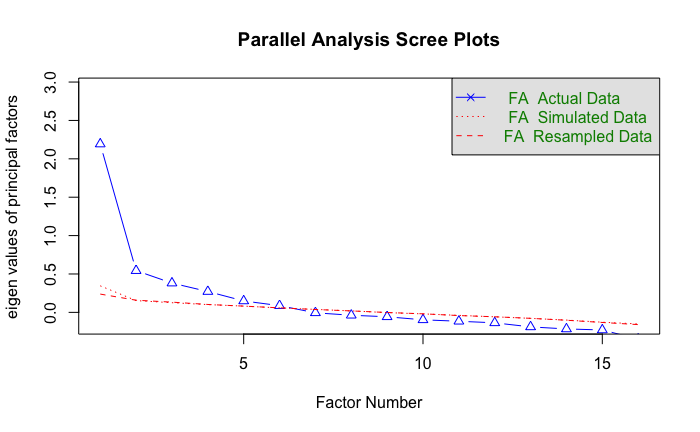 Parallel Analysis Scree Plots
eigen values of principal factors
3.0
2.5
2.0
1.5
1.0
0.5
0.0
FA Actual Data
FA Simulated Data
FA Resampled Data
5
10
15
Factor Number